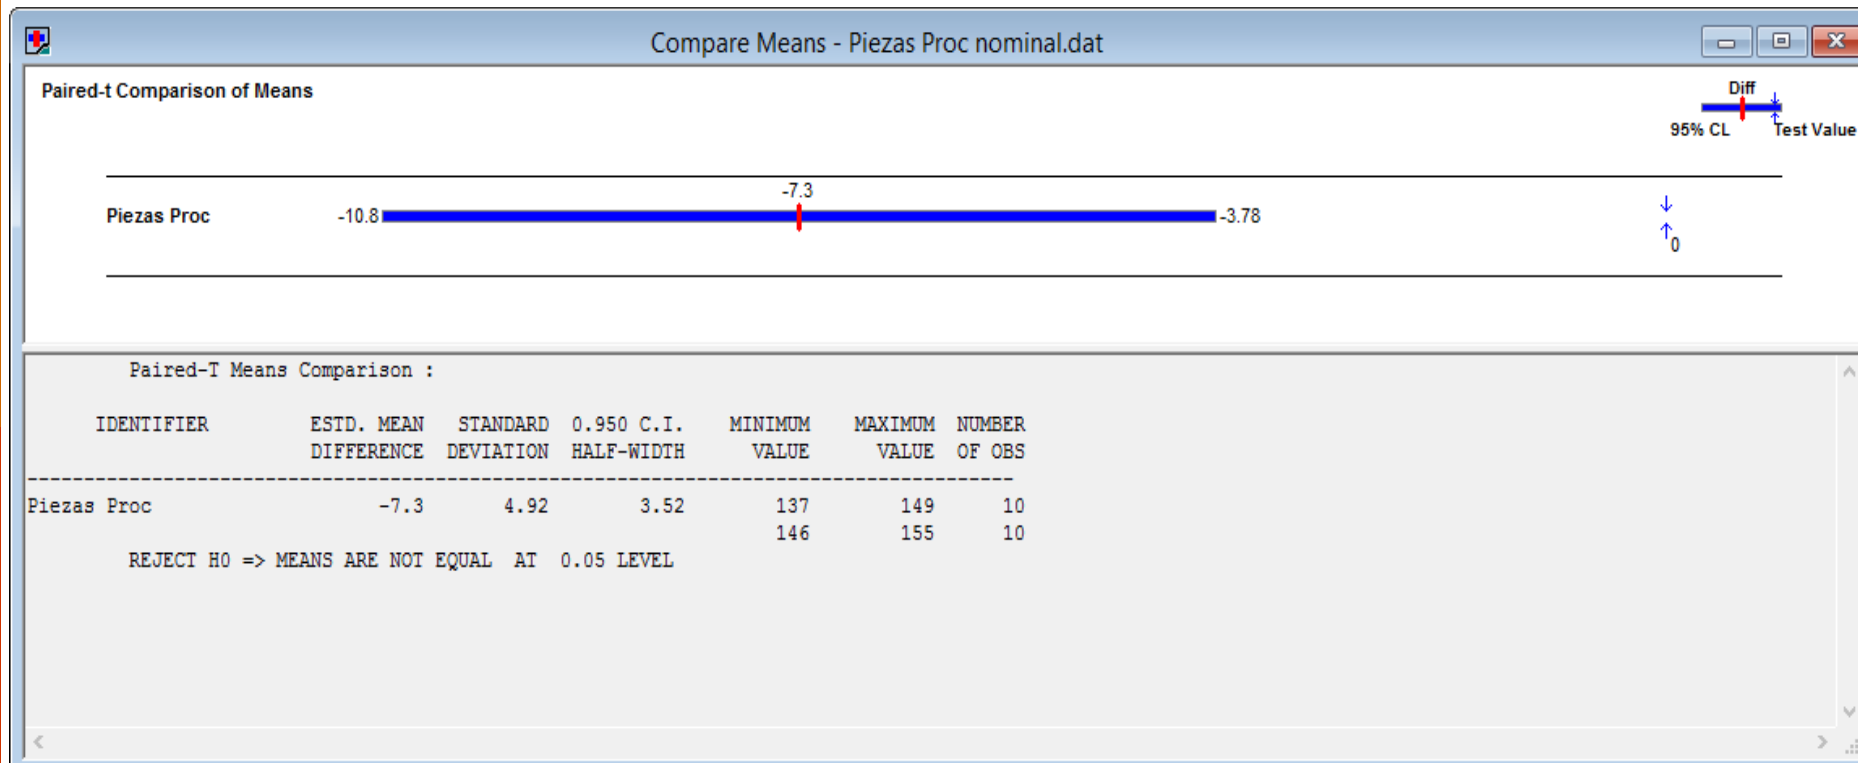 Compare Means - Piezas Proc nominal.dat
Paired-t Comparison of Means
Diff
95% CL Test Value
-7.3
Piezas Proc -10.8 -3.78
0
Paired-T Means Comparison :
IDENTIFIER ESTD. MEAN STANDARD 0.950 C.I. MINIMUM MAXIMUM NUMBER
DIFFERENCE DEVIATION HALF-WIDTH VALUE VALUE OF OBS
Piezas Proc -7.3 4.92 3.52 137 149 10
146 155 10
REJECT H0 => MEANS ARE NOT EQUAL AT 0.05 LEVEL